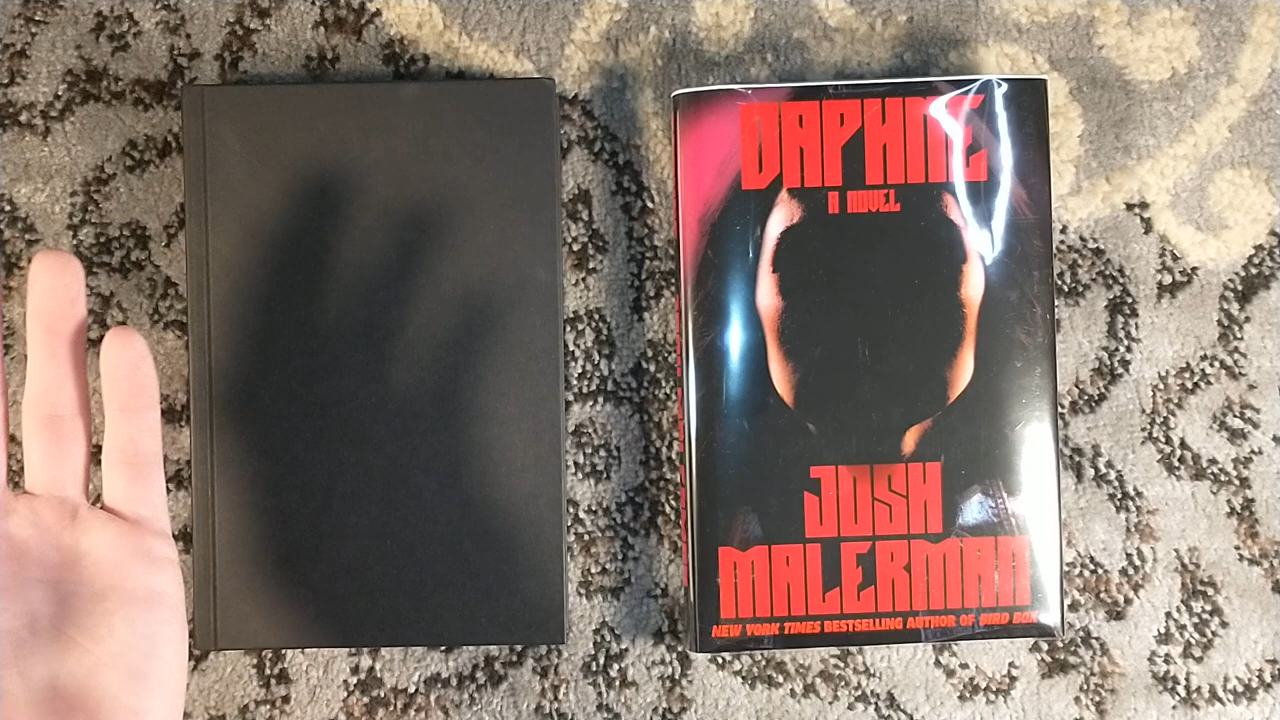 DAPHNE
A NOVEL
JOSH
MALERMAN
NEW YORK TIMES BESTSELLING AUTHOR OF BIRD BOX